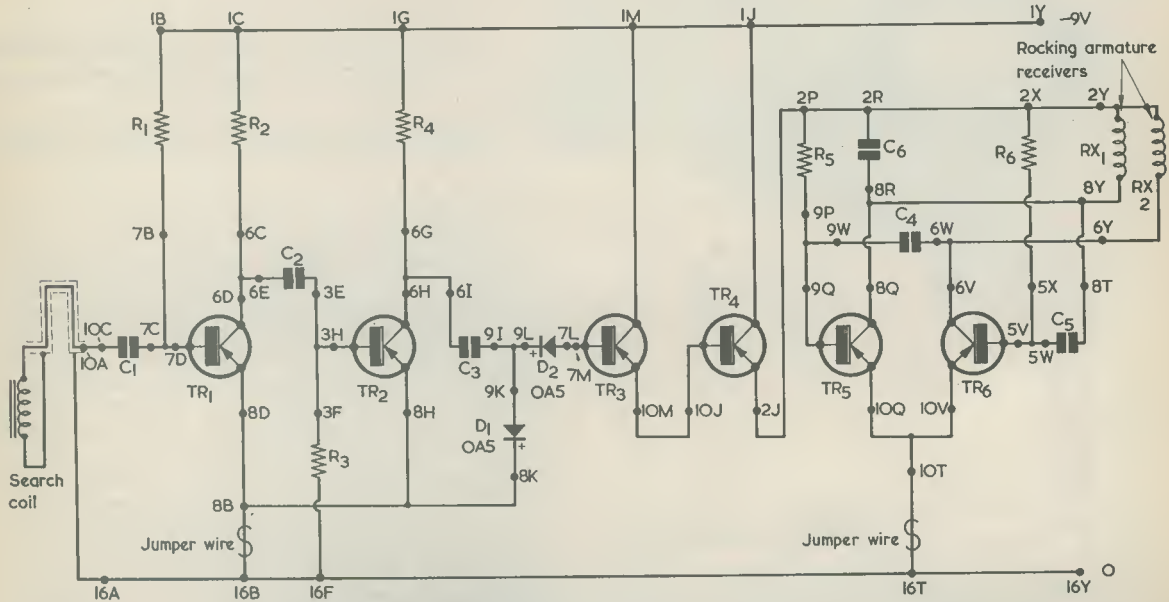 1B
1C
1G
1M
1J
1Y
-9V
Rocking armature
receivers
R1
R2
R4
2P
2R
2X
2Y
R5
C6
R6
RX1
RX
2
8R
8Y
9P
7B
6C
6G
9W
C4
6W
6Y
C2
6D
6E
3E
6H
6I
9Q
8Q
6V
5X
8T
10C
10A
7C
C1
7D
TR1
3H
TR2
C3
9I
9L
7L
D2
OA5
7M
TR3
TR4
TR5
5V
5W
C5
TR6
9K
8D
3F
8H
D1
OA5
10M
10J
2J
10Q
10V
R3
8K
10T
Search
coil
8B
Jumper wire
Jumper wire
16A
16B
16F
16T
16Y
O